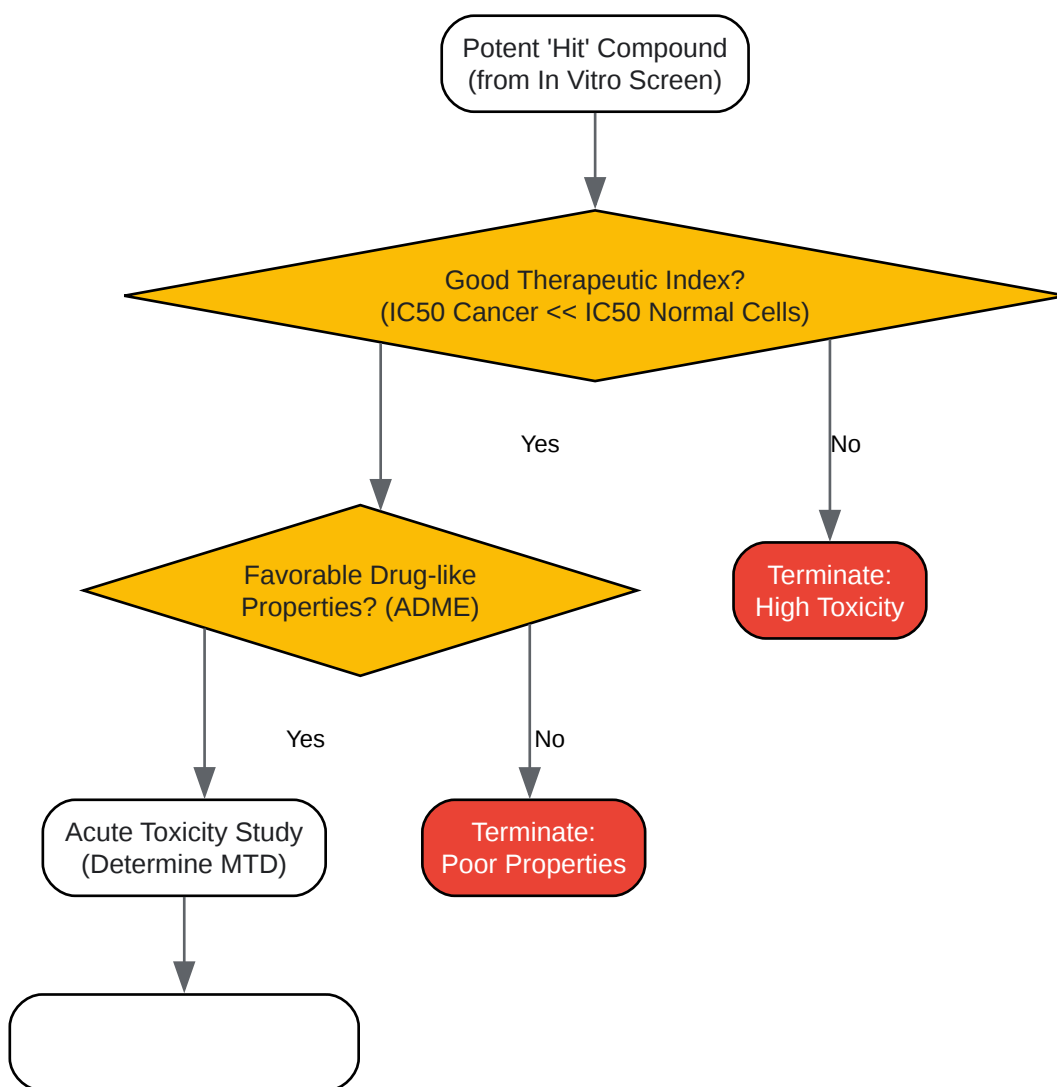 Potent 'Hit' Compound
(from In Vitro Screen)
Good Therapeutic Index?
(IC50 Cancer << IC50 Normal Cells)
Yes
No
Favorable Drug-like
Properties? (ADME)
Terminate:
High Toxicity
Yes
No
Acute Toxicity Study
(Determine MTD)
Terminate:
Poor Properties